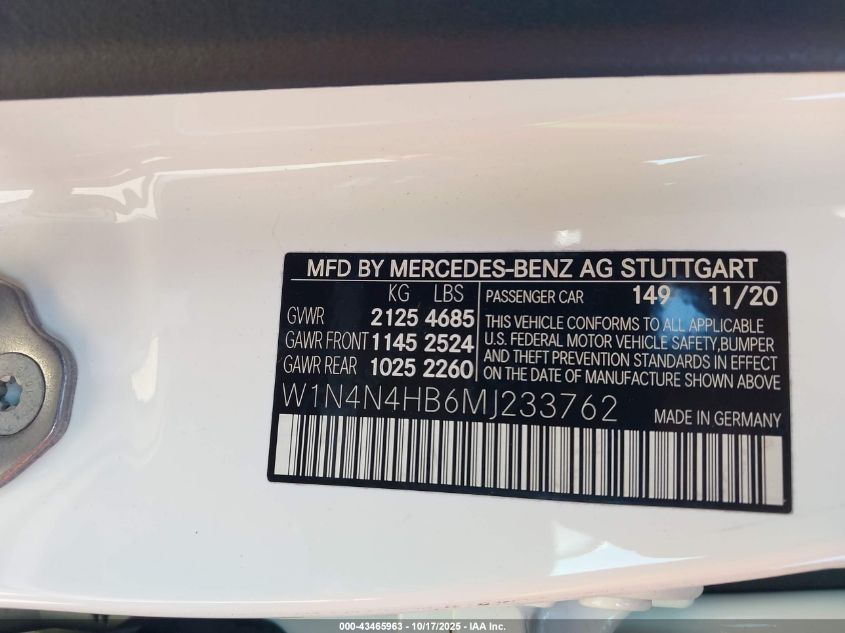 MFD BY MERCEDES-BENZ AG STUTTGART
KG LBS
GVWR 2125 4685
GAWR FRONT 1145 2524
GAWR REAR 1025 2260
PASSENGER CAR 149 11/20
THIS VEHICLE CONFORMS TO ALL APPLICABLE
U.S. FEDERAL MOTOR VEHICLE SAFETY,BUMPER
AND THEFT PREVENTION STANDARDS IN EFFECT
ON THE DATE OF MANUFACTURE SHOWN ABOVE
W1N4N4HB6MJ233762
MADE IN GERMANY
000-43465963 - 10/17/2025 - IAA Inc.